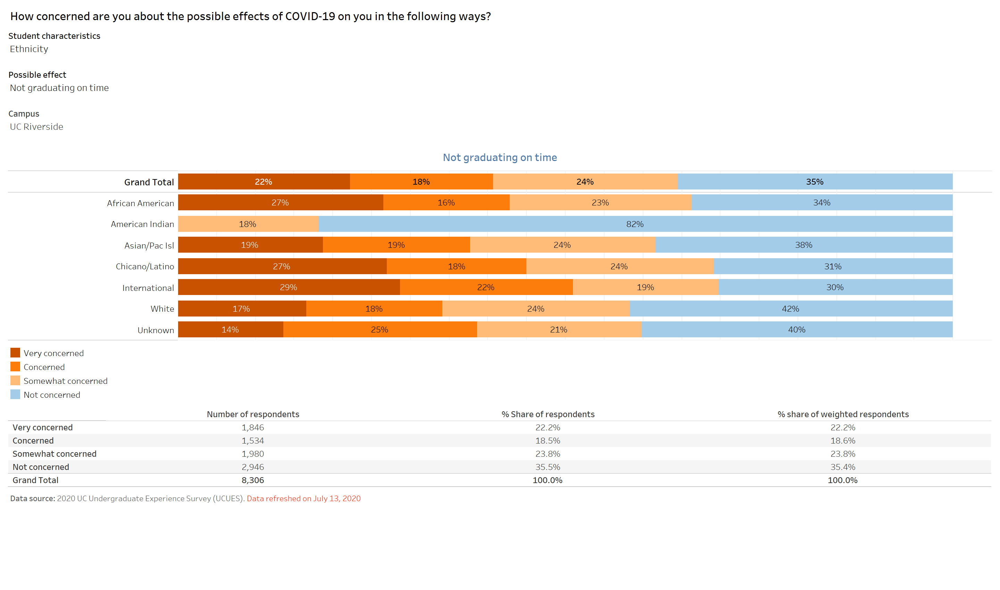 How concerned are you about the possible effects of COVID-19 on you in the following ways?
Student characteristics
Ethnicity
Possible effect
Not graduating on time
Campus
UC Riverside
Not graduating on time
Grand Total 22% 18% 24% 35%
African American 27% 16% 23% 34%
American Indian 18% 82%
Asian/Pac Isl 19% 19% 24% 38%
Chicano/Latino 27% 18% 24% 31%
International 29% 22% 19% 30%
White 17% 18% 24% 42%
Unknown 14% 25% 21% 40%
Very concerned
Concerned
Somewhat concerned
Not concerned
Number of respondents % Share of respondents % share of weighted respondents
Very concerned 1,846 22.2% 22.2%
Concerned 1,534 18.5% 18.6%
Somewhat concerned 1,980 23.8% 23.8%
Not concerned 2,946 35.5% 35.4%
Grand Total 8,306 100.0% 100.0%
Data source: 2020 UC Undergraduate Experience Survey (UCUES). Data refreshed on July 13, 2020